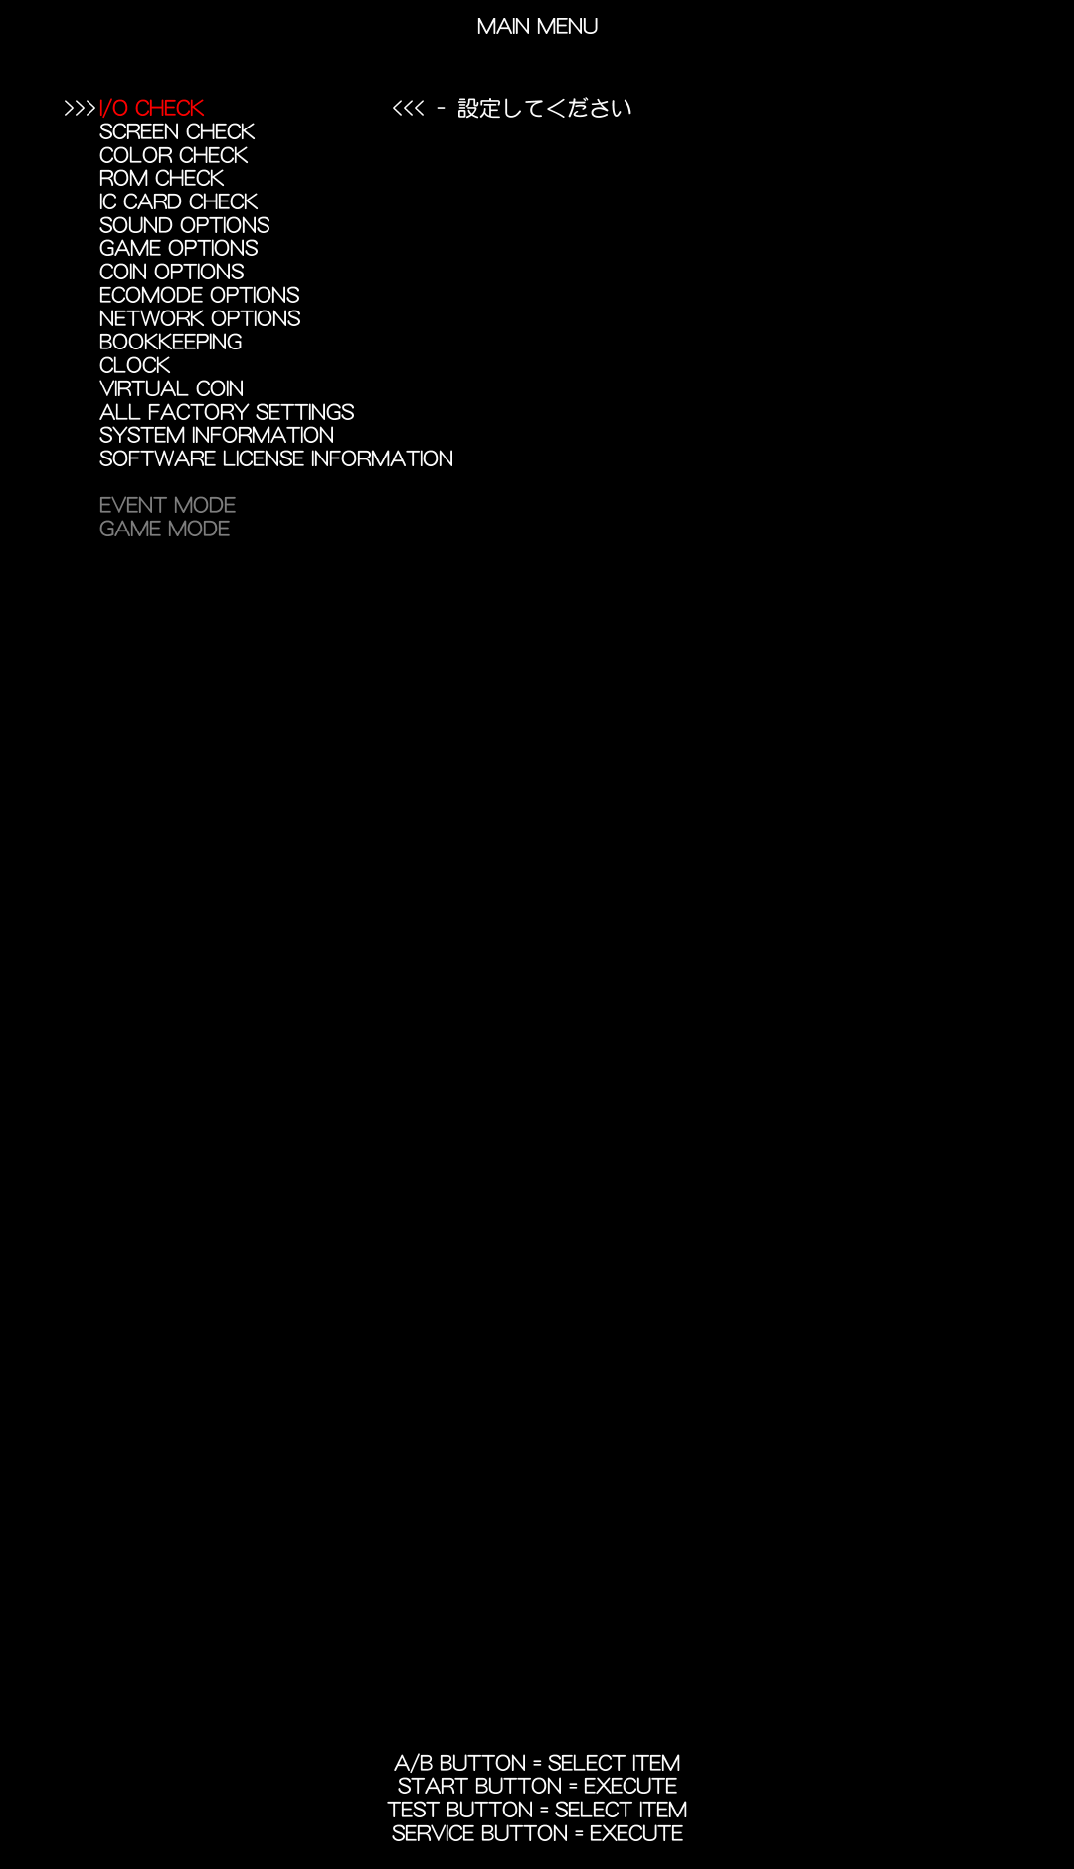 MAIN MENU
>>> I/O CHECK <<< - 設定してください
SCREEN CHECK
COLOR CHECK
ROM CHECK
IC CARD CHECK
SOUND OPTIONS
GAME OPTIONS
COIN OPTIONS
ECOMODE OPTIONS
NETWORK OPTIONS
BOOKKEEPING
CLOCK
VIRTUAL COIN
ALL FACTORY SETTINGS
SYSTEM INFORMATION
SOFTWARE LICENSE INFORMATION
EVENT MODE
GAME MODE
A/B BUTTON = SELECT ITEM
START BUTTON = EXECUTE
TEST BUTTON = SELECT ITEM
SERVICE BUTTON = EXECUTE